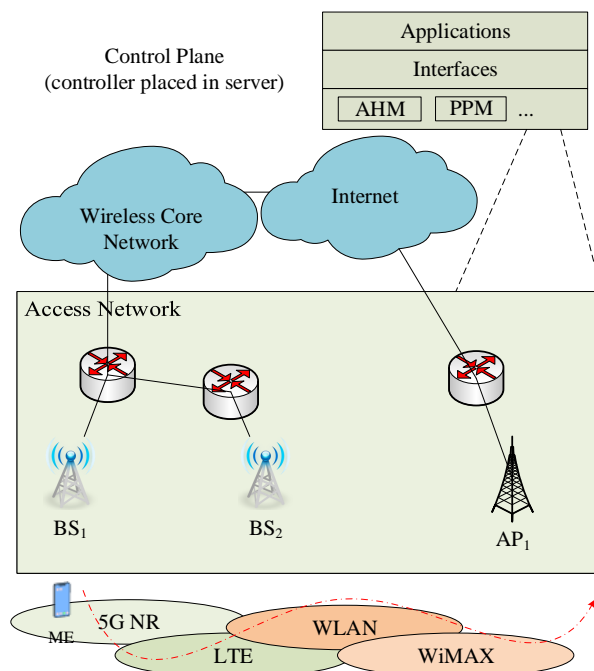 Applications
Control Plane
(controller placed in server)
Interfaces
AHM PPM ...
Wireless Core
Network
Internet
Access Network
BS₁ BS₂ AP₁
ME
5G NR
WLAN
LTE
WiMAX